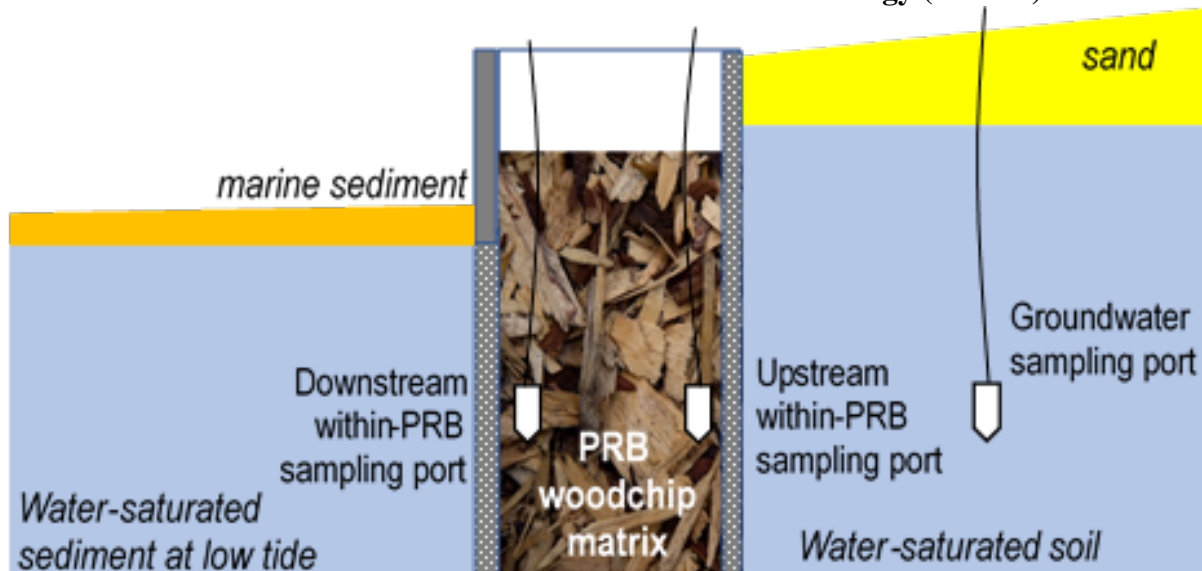 sand
marine sediment
Groundwater
sampling port
Downstream
within-PRB
sampling port
Upstream
within-PRB
sampling port
PRB
woodchip
matrix
Water-saturated
sediment at low tide
Water-saturated soil